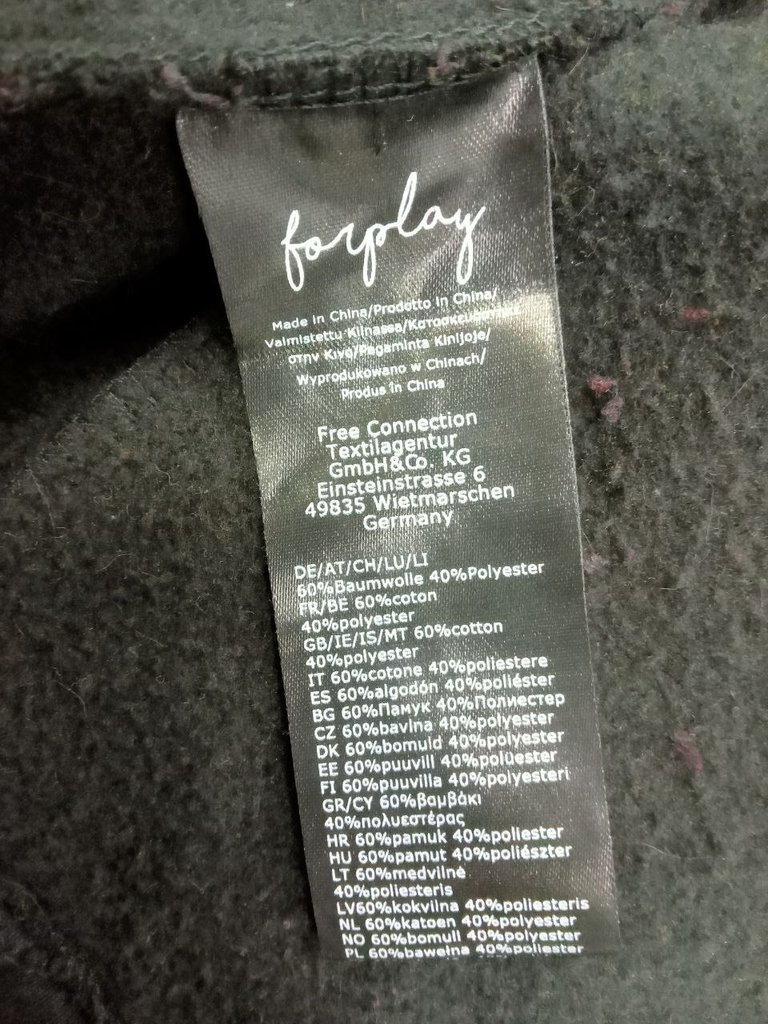 forplay
Made in China/Prodotto in China/
Valmistettu Kiinassa/Κατασκευάστηκε
στην Κίνα/Pagaminta Kinijoje/
Wyprodukowano w Chinach/
Produs in China
Free Connection
Textilagentur
GmbH&Co. KG
Einsteinstrasse 6
49835 Wietmarschen
Germany
DE/AT/CH/LU/LI
60%Baumwolle 40%Polyester
FR/BE 60%coton
40%polyester
GB/IE/IS/MT 60%cotton
40%polyester
IT 60%cotone 40%poliestere
ES 60%algodón 40%poliéster
BG 60%Памук 40%Полиестер
CZ 60%bavlna 40%polyester
DK 60%bomuld 40%polyester
EE 60%puuvill 40%polüester
FI 60%puuvilla 40%polyesteri
GR/CY 60%βαμβάκι
40%πολυεστέρας
HR 60%pamuk 40%poliester
HU 60%pamut 40%poliészter
LT 60%medvilnė
40%poliesteris
LV60%kokvilna 40%poliesteris
NL 60%katoen 40%polyester
NO 60%bomull 40%polyester
PL 60%bawełna 40%poliester